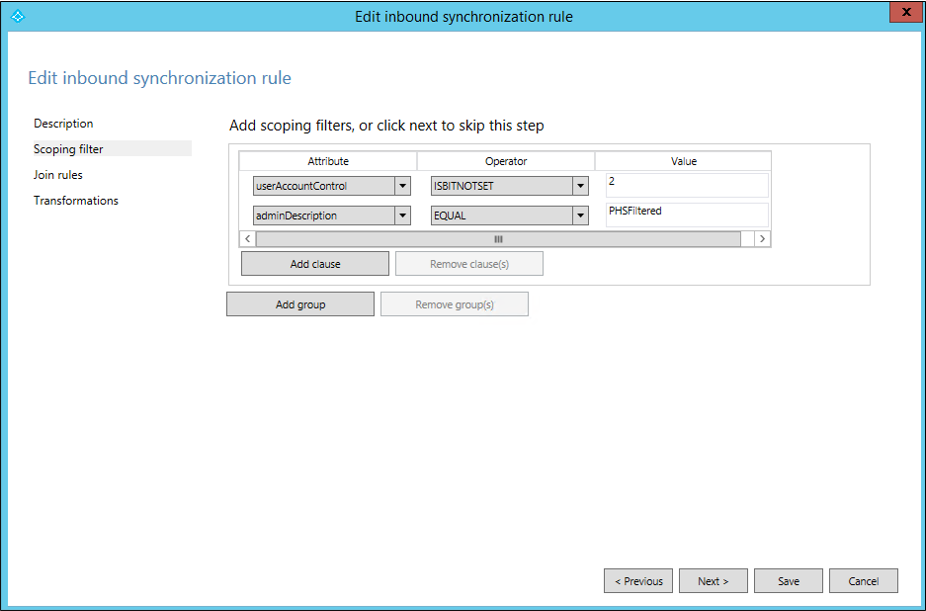 Edit inbound synchronization rule
X
Edit inbound synchronization rule
Description
Scoping filter
Join rules
Transformations
Add scoping filters, or click next to skip this step
Attribute Operator Value
userAccountControl ISBITNOTSET 2
adminDescription EQUAL PHSFiltered
Add clause Remove clause(s)
Add group Remove group(s)
< Previous Next > Save Cancel